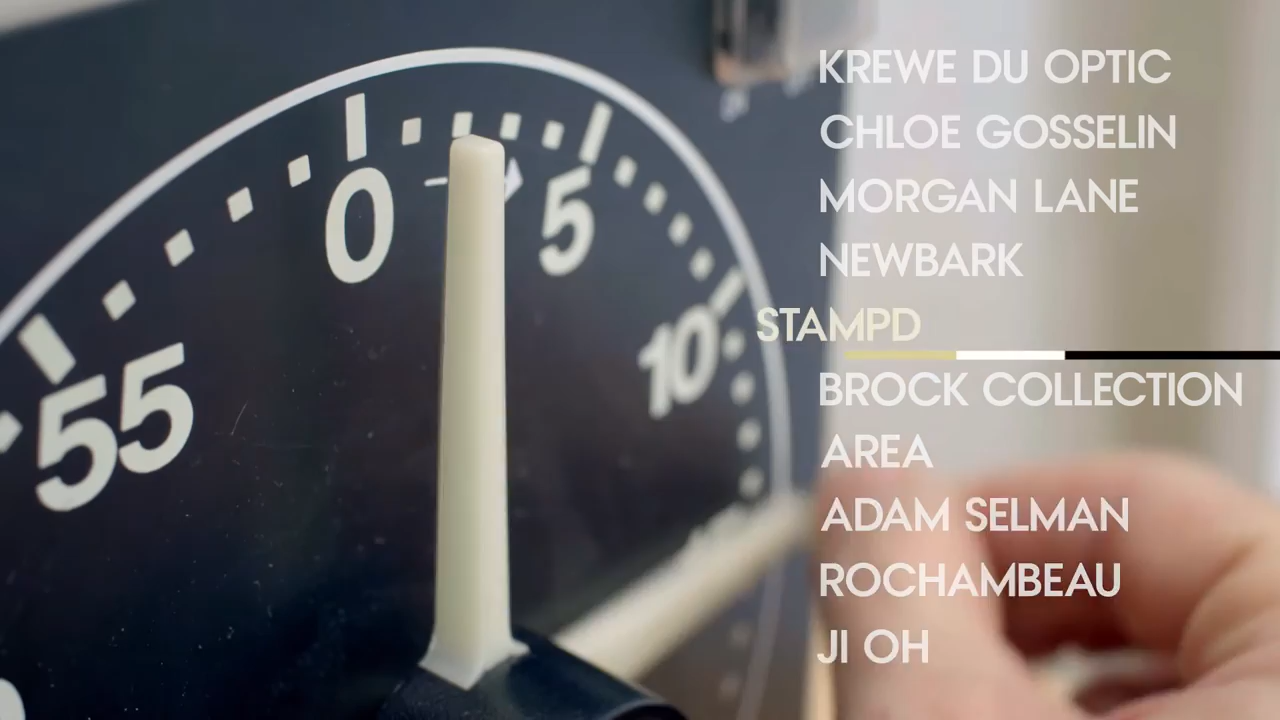 KREWE DU OPTIC
CHLOE GOSSELIN
MORGAN LANE
NEWBARK
STAMPD
BROCK COLLECTION
AREA
ADAM SELMAN
ROCHAMBEAU
JI OH
0
5
10
55